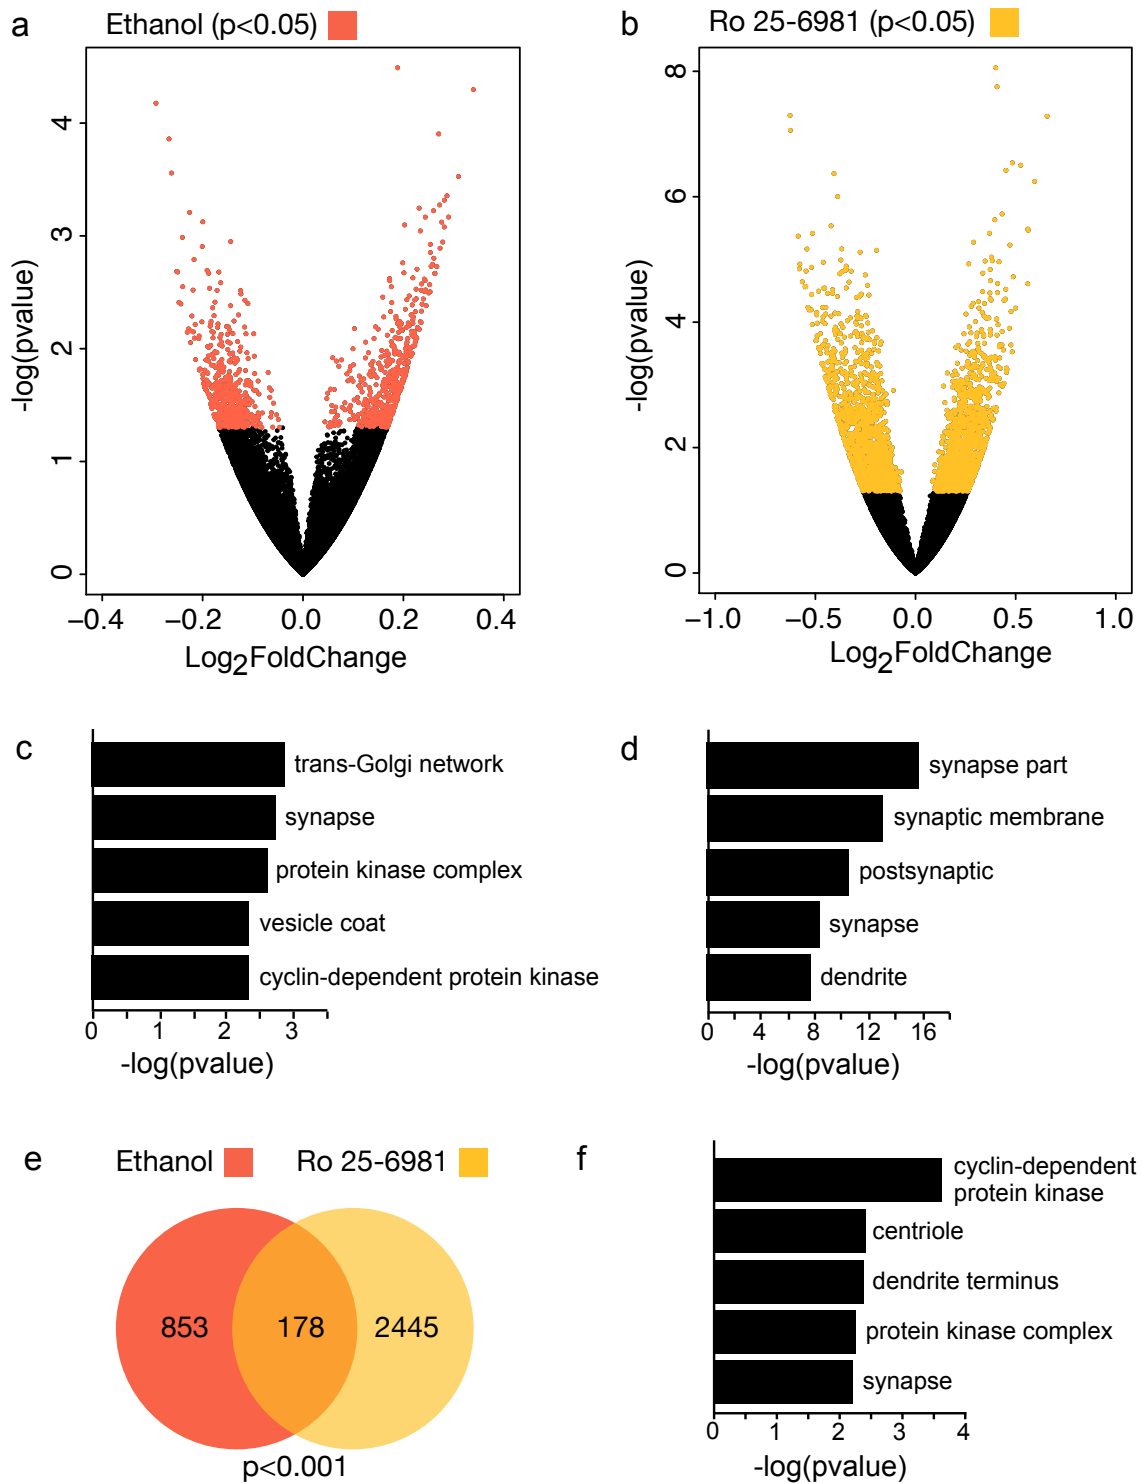 a
Ethanol (p<0.05)
4
3
2
1
0
-log(pvalue)
−0.4 −0.2 0.0 0.2 0.4
Log2FoldChange
b
Ro 25-6981 (p<0.05)
8
6
4
2
0
-log(pvalue)
−1.0 −0.5 0.0 0.5 1.0
Log2FoldChange
c
trans-Golgi network
synapse
protein kinase complex
vesicle coat
cyclin-dependent protein kinase
0 1 2 3
-log(pvalue)
d
synapse part
synaptic membrane
postsynaptic
synapse
dendrite
0 4 8 12 16
-log(pvalue)
e
Ethanol Ro 25-6981
853 178 2445
p<0.001
f
cyclin-dependent
protein kinase
centriole
dendrite terminus
protein kinase complex
synapse
0 1 2 3 4
-log(pvalue)